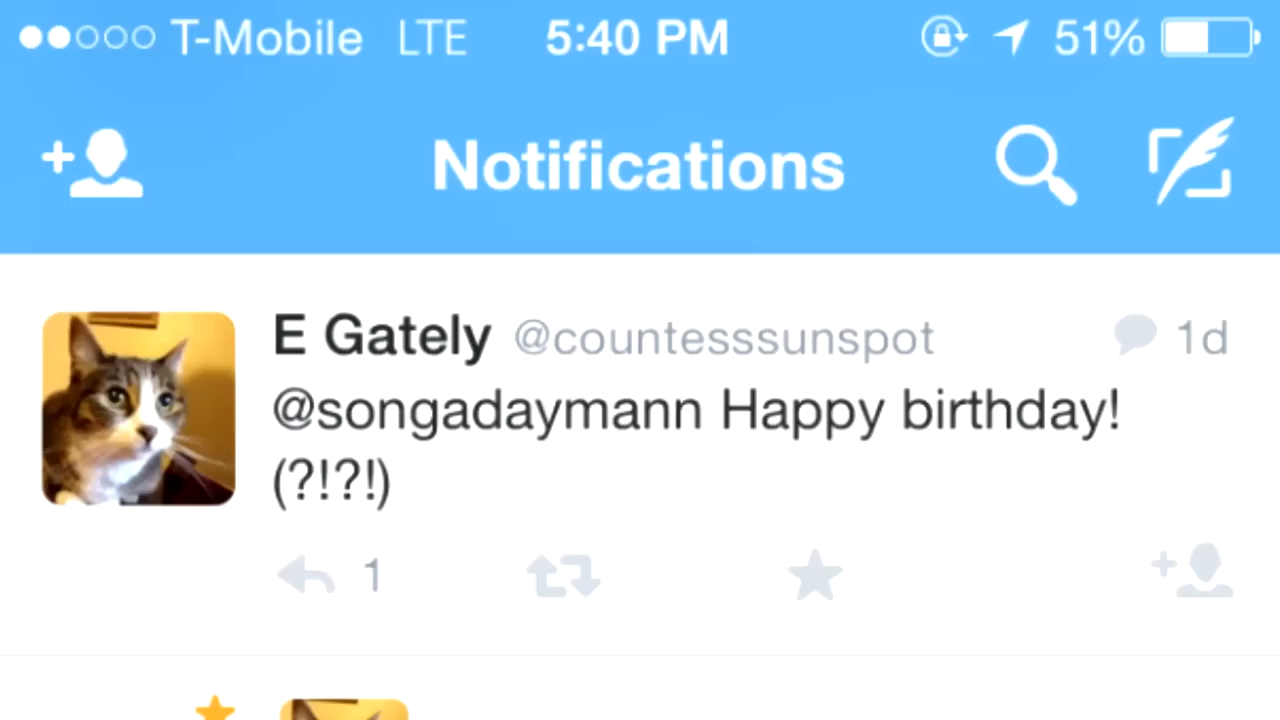 T-Mobile LTE 5:40 PM 51%
Notifications
E Gately @countesssunspot 1d
@songadaymann Happy birthday!
(?!?!)
1